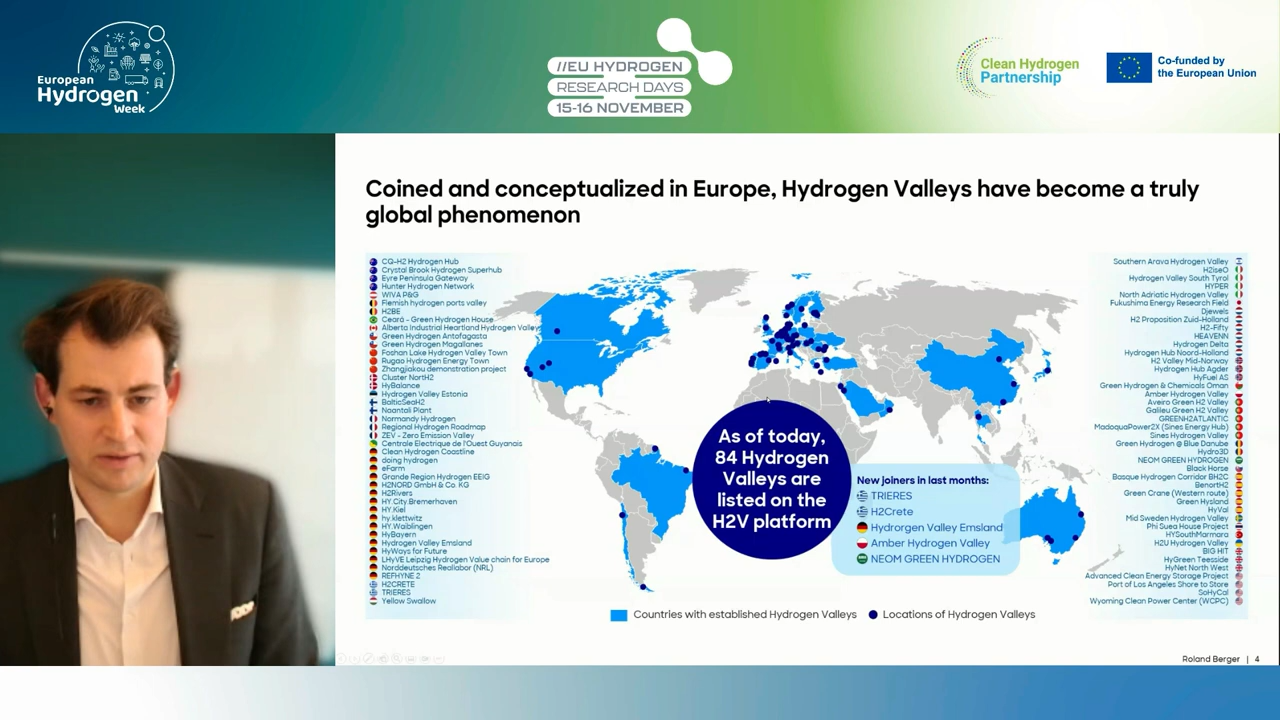 European
Hydrogen
Week
//EU HYDROGEN
RESEARCH DAYS
15-16 NOVEMBER
Clean Hydrogen
Partnership
Co-funded by
the European Union
Coined and conceptualized in Europe, Hydrogen Valleys have become a truly
global phenomenon
CQ-H2 Hydrogen Hub
Crystal Brook Hydrogen Superhub
Eyre Peninsula Gateway
Hunter Hydrogen Network
WIVA P&G
Flemish hydrogen ports valley
H2BE
Ceará - Green Hydrogen House
Alberta Industrial Heartland Hydrogen Valley
Green Hydrogen Antofagasta
Green Hydrogen Magallanes
Foshan Lake Hydrogen Valley Town
Rugao Hydrogen Energy Town
Zhangjiakou demonstration project
Cluster NortH2
HyBalance
Hydrogen Valley Estonia
BalticSeaH2
Naantali Plant
Normandy Hydrogen
Regional Hydrogen Roadmap
ZEV - Zero Emission Valley
Centrale Electrique de l'Ouest Guyanais
Clean Hydrogen Coastline
doing hydrogen
eFarm
Grande Region Hydrogen EEIG
H2NORD GmbH & Co. KG
H2Rivers
HY.City.Bremerhaven
HY.Kiel
hy.klettwitz
HY.Waiblingen
HyBayern
Hydrogen Valley Emsland
HyWays for Future
LHyVE Leipzig Hydrogen Value chain for Europe
Norddeutsches Reallabor (NRL)
REFHYNE 2
H2CRETE
TRIERES
Yellow Swallow
As of today,
84 Hydrogen
Valleys are
listed on the
H2V platform
New joiners in last months:
TRIERES
H2Crete
Hydrorgen Valley Emsland
Amber Hydrogen Valley
NEOM GREEN HYDROGEN
Southern Arava Hydrogen Valley
H2iseO
Hydrogen Valley South Tyrol
HYPER
North Adriatic Hydrogen Valley
Fukushima Energy Research Field
Djewels
H2 Proposition Zuid-Holland
H2-Fifty
HEAVENN
Hydrogen Delta
Hydrogen Hub Noord-Holland
H2 Valley Mid-Norway
Hydrogen Hub Agder
HyFuel AS
Green Hydrogen & Chemicals Oman
Amber Hydrogen Valley
Aveiro Green H2 Valley
Galileu Green H2 Valley
GREENH2ATLANTIC
MadoquaPower2X (Sines Energy Hub)
Sines Hydrogen Valley
Green Hydrogen @ Blue Danube
Hydro3D
NEOM GREEN HYDROGEN
Black Horse
Basque Hydrogen Corridor BH2C
BenortH2
Green Crane (Western route)
Green Hysland
HyVal
Mid Sweden Hydrogen Valley
Phi Suea House Project
HYSouthMarmara
H2U Hydrogen Valley
BIG HIT
HyGreen Teesside
HyNet North West
Advanced Clean Energy Storage Project
Port of Los Angeles Shore to Store
SoHyCal
Wyoming Clean Power Center (WCPC)
Countries with established Hydrogen Valleys
Locations of Hydrogen Valleys
Roland Berger | 4